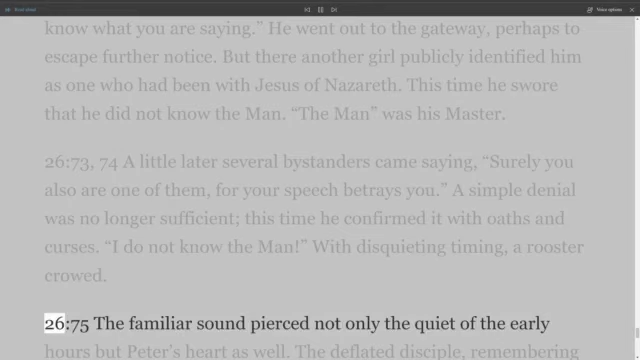 Read aloud
Voice options
know what you are saying.” He went out to the gateway, perhaps to
escape further notice. But there another girl publicly identified him
as one who had been with Jesus of Nazareth. This time he swore
that he did not know the Man. “The Man” was his Master.
26:73, 74 A little later several bystanders came saying, “Surely you
also are one of them, for your speech betrays you.” A simple denial
was no longer sufficient; this time he confirmed it with oaths and
curses. “I do not know the Man!” With disquieting timing, a rooster
crowed.
26:75 The familiar sound pierced not only the quiet of the early
hours but Peter’s heart as well. The deflated disciple, remembering